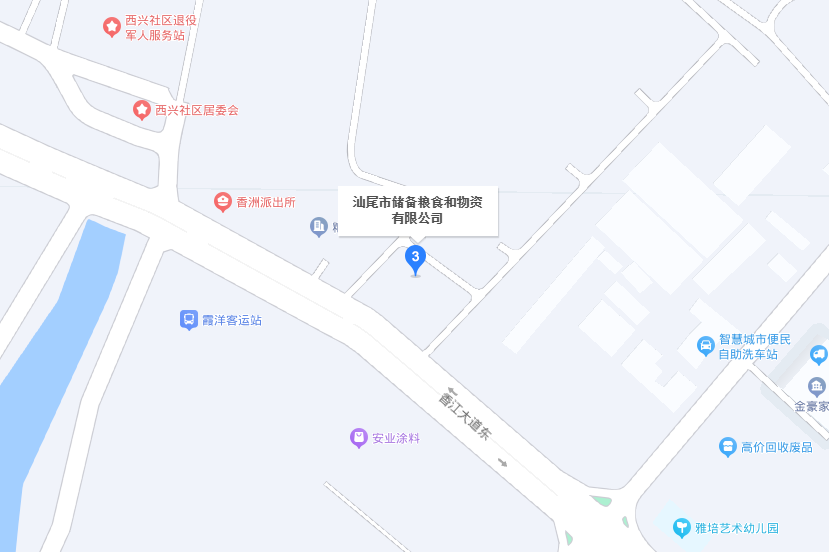 西兴社区退役
军人服务站
西兴社区居委会
香洲派出所
汕尾市储备粮食和物资
有限公司
3
霞洋客运站
智慧城市便民
自助洗车站
金豪家
香江大道东
安业涂料
高价回收废品
雅培艺术幼儿园